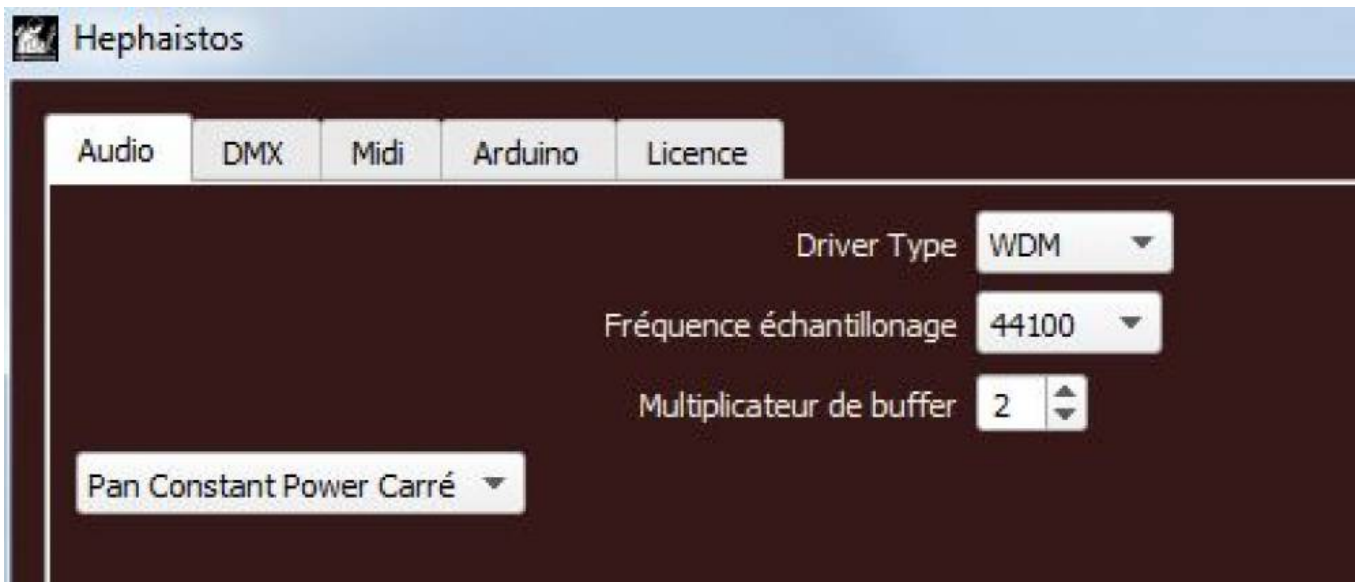 Hephaistos
Audio DMX Midi Arduino Licence
Driver Type WDM
Fréquence échantillonage 44100
Multiplicateur de buffer 2
Pan Constant Power Carré